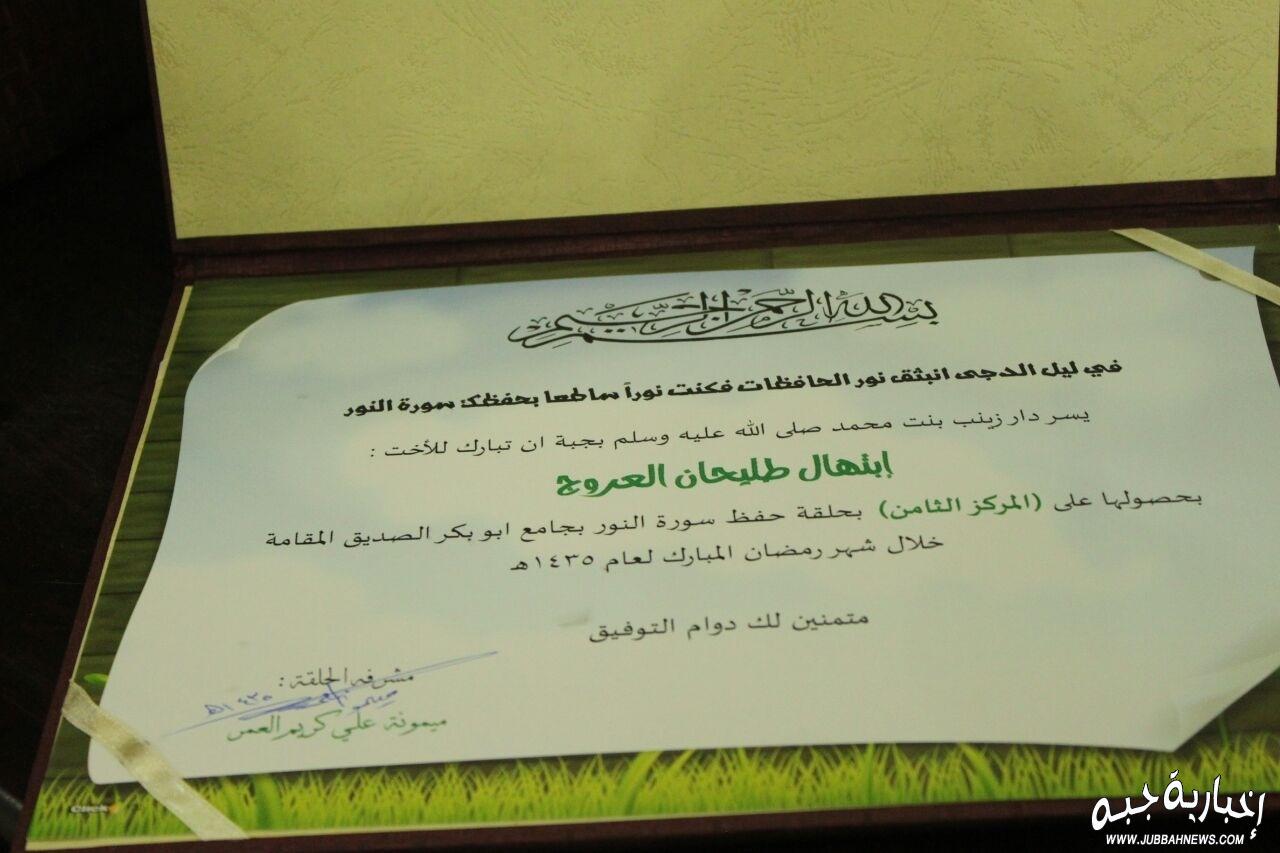 بسم الله الرحمن الرحيم
في ليل الدجى انبثق نور الحافظات فكنت نوراً ساطعا بحفظك سورة النور
يسر دار زينب بنت محمد صلى الله عليه وسلم بجبة ان تبارك للأخت :
إبتهال طليحان العروج
بحصولها على (المركز الثامن) بحلقة حفظ سورة النور بجامع ابو بكر الصديق المقامة
خلال شهر رمضان المبارك لعام ١٤٣٥هـ
متمنين لك دوام التوفيق
مشرفه الحلقة :
١٤٣٥هـ
ميمونة علي كريم العمر
إخبارية جبه
WWW.JUBBAHNEWS.COM